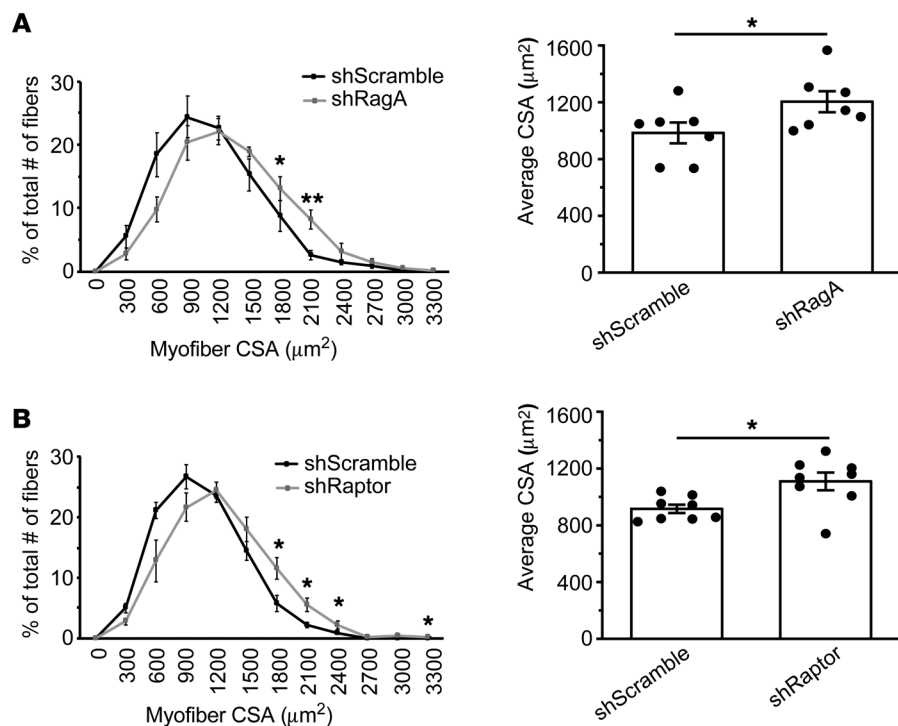 A
shScramble
shRagA
% of total # of fibers
30
20
10
0
* **
0 300 600 900 1200 1500 1800 2100 2400 2700 3000 3300
Myofiber CSA (μm²)
*
Average CSA (μm²)
1600
1200
800
400
0
shScramble shRagA
B
shScramble
shRaptor
% of total # of fibers
30
20
10
0
* * * *
0 300 600 900 1200 1500 1800 2100 2400 2700 3000 3300
Myofiber CSA (μm²)
*
Average CSA (μm²)
1600
1200
800
400
0
shScramble shRaptor